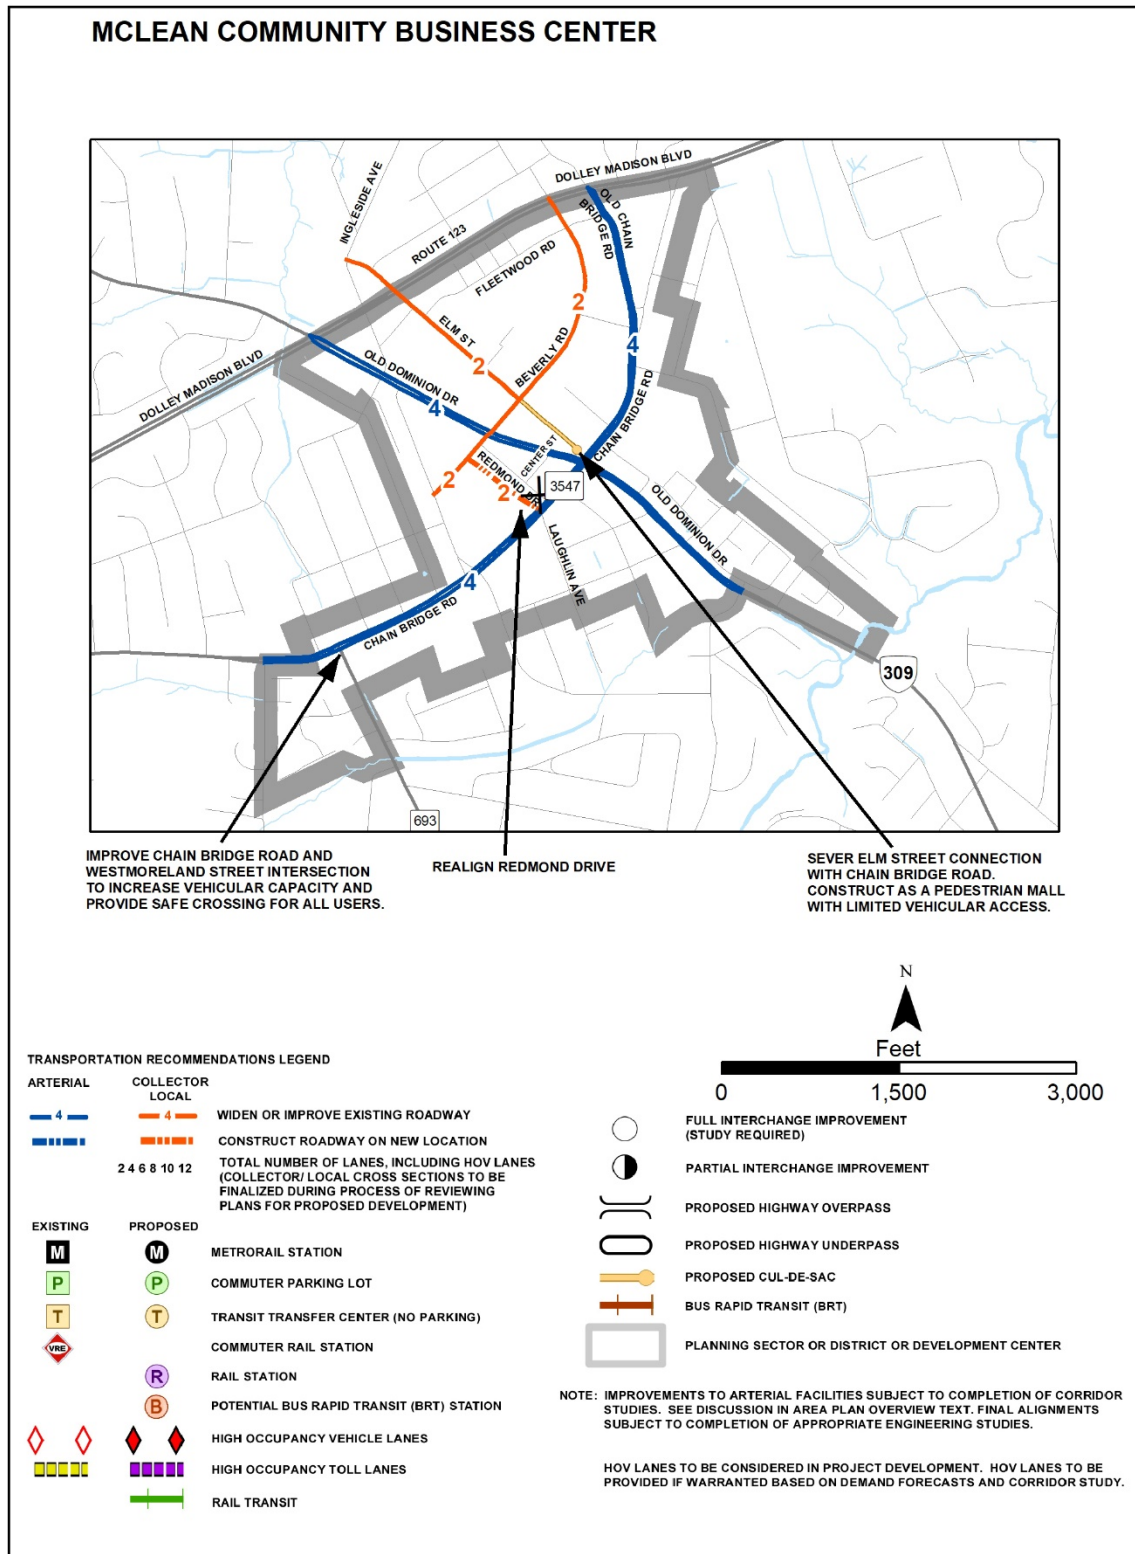 MCLEAN COMMUNITY BUSINESS CENTER
DOLLEY MADISON BLVD
INGLESIDE AVE
OLD CHAIN
BRIDGE RD
ROUTE 123
FLEETWOOD RD
2
ELM ST
4
BEVERLY RD
DOLLEY MADISON BLVD
OLD DOMINION DR
2
4
CHAIN BRIDGE RD
CENTER ST
REDMOND DR
2
2
3547
OLD DOMINION DR
LAUGHLIN AVE
4
CHAIN BRIDGE RD
309
693
IMPROVE CHAIN BRIDGE ROAD AND
WESTMORELAND STREET INTERSECTION
TO INCREASE VEHICULAR CAPACITY AND
PROVIDE SAFE CROSSING FOR ALL USERS.
REALIGN REDMOND DRIVE
SEVER ELM STREET CONNECTION
WITH CHAIN BRIDGE ROAD.
CONSTRUCT AS A PEDESTRIAN MALL
WITH LIMITED VEHICULAR ACCESS.
N
Feet
0 1,500 3,000
TRANSPORTATION RECOMMENDATIONS LEGEND
ARTERIAL COLLECTOR
LOCAL
4 4 WIDEN OR IMPROVE EXISTING ROADWAY
CONSTRUCT ROADWAY ON NEW LOCATION
2 4 6 8 10 12 TOTAL NUMBER OF LANES, INCLUDING HOV LANES
(COLLECTOR/ LOCAL CROSS SECTIONS TO BE
FINALIZED DURING PROCESS OF REVIEWING
PLANS FOR PROPOSED DEVELOPMENT)
EXISTING PROPOSED
M M METRORAIL STATION
P P COMMUTER PARKING LOT
T T TRANSIT TRANSFER CENTER (NO PARKING)
VRE COMMUTER RAIL STATION
R RAIL STATION
B POTENTIAL BUS RAPID TRANSIT (BRT) STATION
HIGH OCCUPANCY VEHICLE LANES
HIGH OCCUPANCY TOLL LANES
RAIL TRANSIT
FULL INTERCHANGE IMPROVEMENT
(STUDY REQUIRED)
PARTIAL INTERCHANGE IMPROVEMENT
PROPOSED HIGHWAY OVERPASS
PROPOSED HIGHWAY UNDERPASS
PROPOSED CUL-DE-SAC
BUS RAPID TRANSIT (BRT)
PLANNING SECTOR OR DISTRICT OR DEVELOPMENT CENTER
NOTE: IMPROVEMENTS TO ARTERIAL FACILITIES SUBJECT TO COMPLETION OF CORRIDOR
STUDIES. SEE DISCUSSION IN AREA PLAN OVERVIEW TEXT. FINAL ALIGNMENTS
SUBJECT TO COMPLETION OF APPROPRIATE ENGINEERING STUDIES.
HOV LANES TO BE CONSIDERED IN PROJECT DEVELOPMENT. HOV LANES TO BE
PROVIDED IF WARRANTED BASED ON DEMAND FORECASTS AND CORRIDOR STUDY.